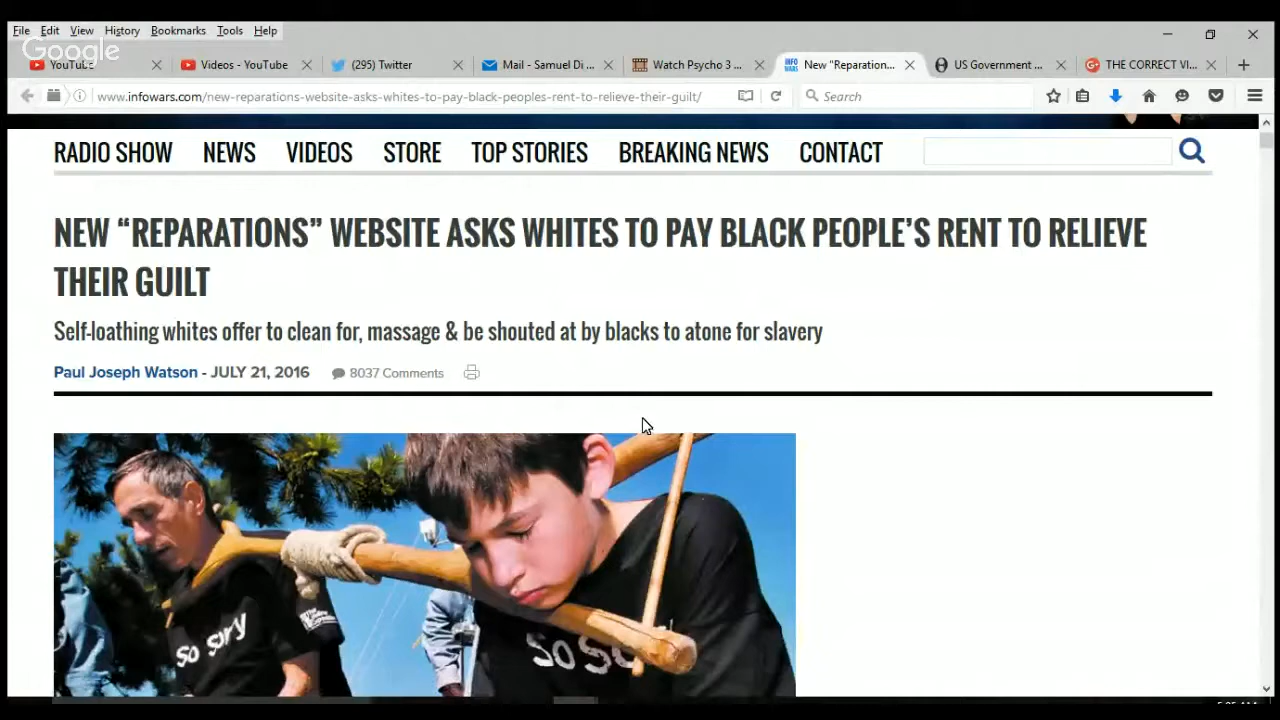 File Edit View History Bookmarks Tools Help
Google
YouTube
Videos - YouTube
(295) Twitter
Mail - Samuel Di ...
Watch Psycho 3 ...
INFO WARS New "Reparation...
US Government ...
THE CORRECT VI...
www.infowars.com/new-reparations-website-asks-whites-to-pay-black-peoples-rent-to-relieve-their-guilt/
Search
RADIO SHOW NEWS VIDEOS STORE TOP STORIES BREAKING NEWS CONTACT
NEW “REPARATIONS” WEBSITE ASKS WHITES TO PAY BLACK PEOPLE’S RENT TO RELIEVE
THEIR GUILT
Self-loathing whites offer to clean for, massage & be shouted at by blacks to atone for slavery
Paul Joseph Watson - JULY 21, 2016 8037 Comments
So Sorry